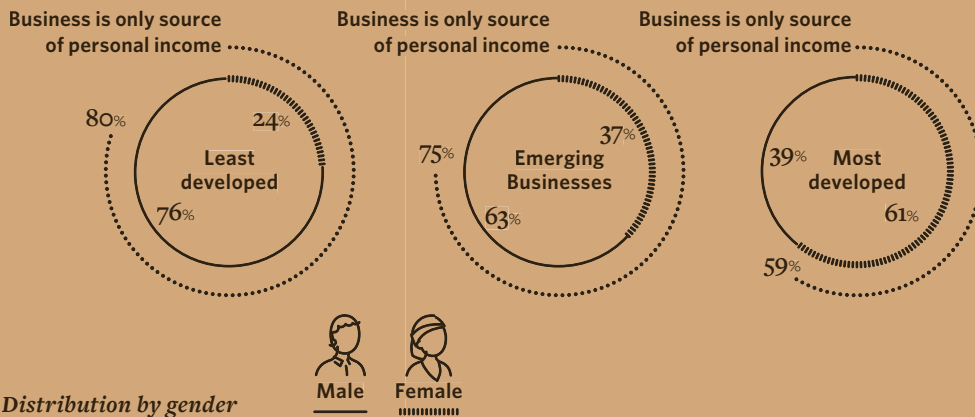 Business is only source
of personal income
80%
24%
Least
developed
76%
Business is only source
of personal income
75%
37%
Emerging
Businesses
63%
Business is only source
of personal income
39%
Most
developed
61%
59%
Male
Female
Distribution by gender